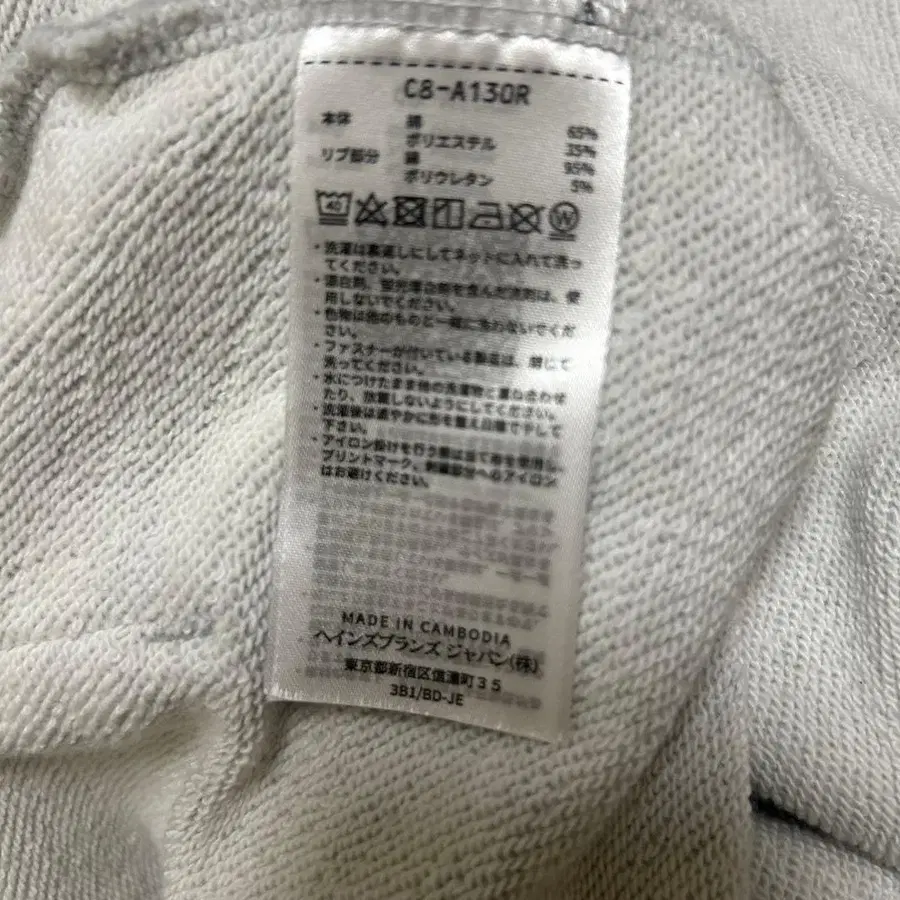 C8-A130R
本体 綿 65%
ポリエステル 35%
リブ部分 綿 95%
ポリウレタン 5%
40 W
・洗濯は裏返しにしてネットに入れて洗っ
てください。
・漂白剤、蛍光漂白剤を含んだ洗剤は、使
用しないでください。
・色物は他のものと一緒に洗わないでくだ
さい。
・ファスナーが付いている製品は、閉じて
洗ってください。
・水につけたまま他の洗濯物に重ね合わせ
たり、放置しないようにしてください。
・洗濯後は速やかに形を整え日陰で干して
下さい。
・アイロン掛けを行う際は当て布を使用し、
プリントマーク、刺繍部分へのアイロン
はお避けください。
MADE IN CAMBODIA
ヘインズブランズ ジャパン(株)
東京都新宿区信濃町35
3B1/BD-JE